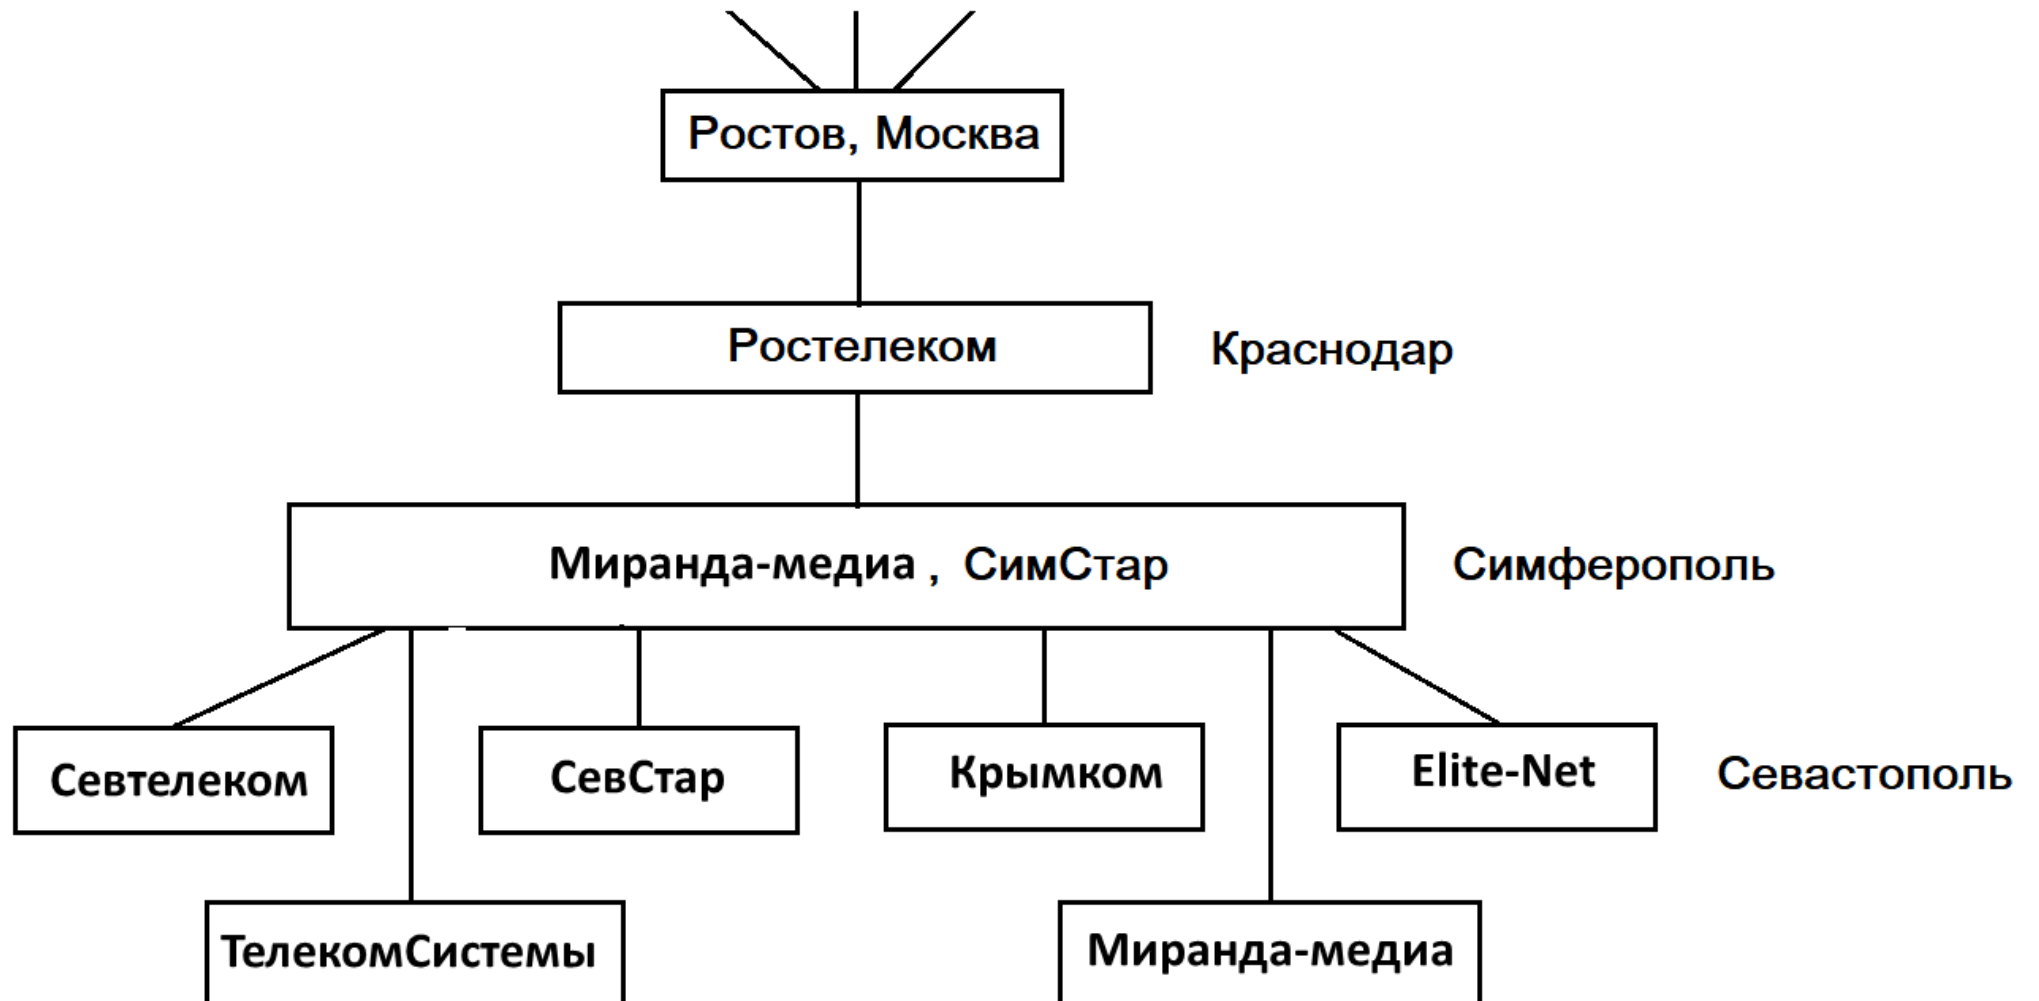 Ростов, Москва
Ростелеком
Краснодар
Миранда-медиа , СимСтар
Симферополь
Севтелеком
СевСтар
Крымком
Elite-Net
Севастополь
ТелекомСистемы
Миранда-медиа